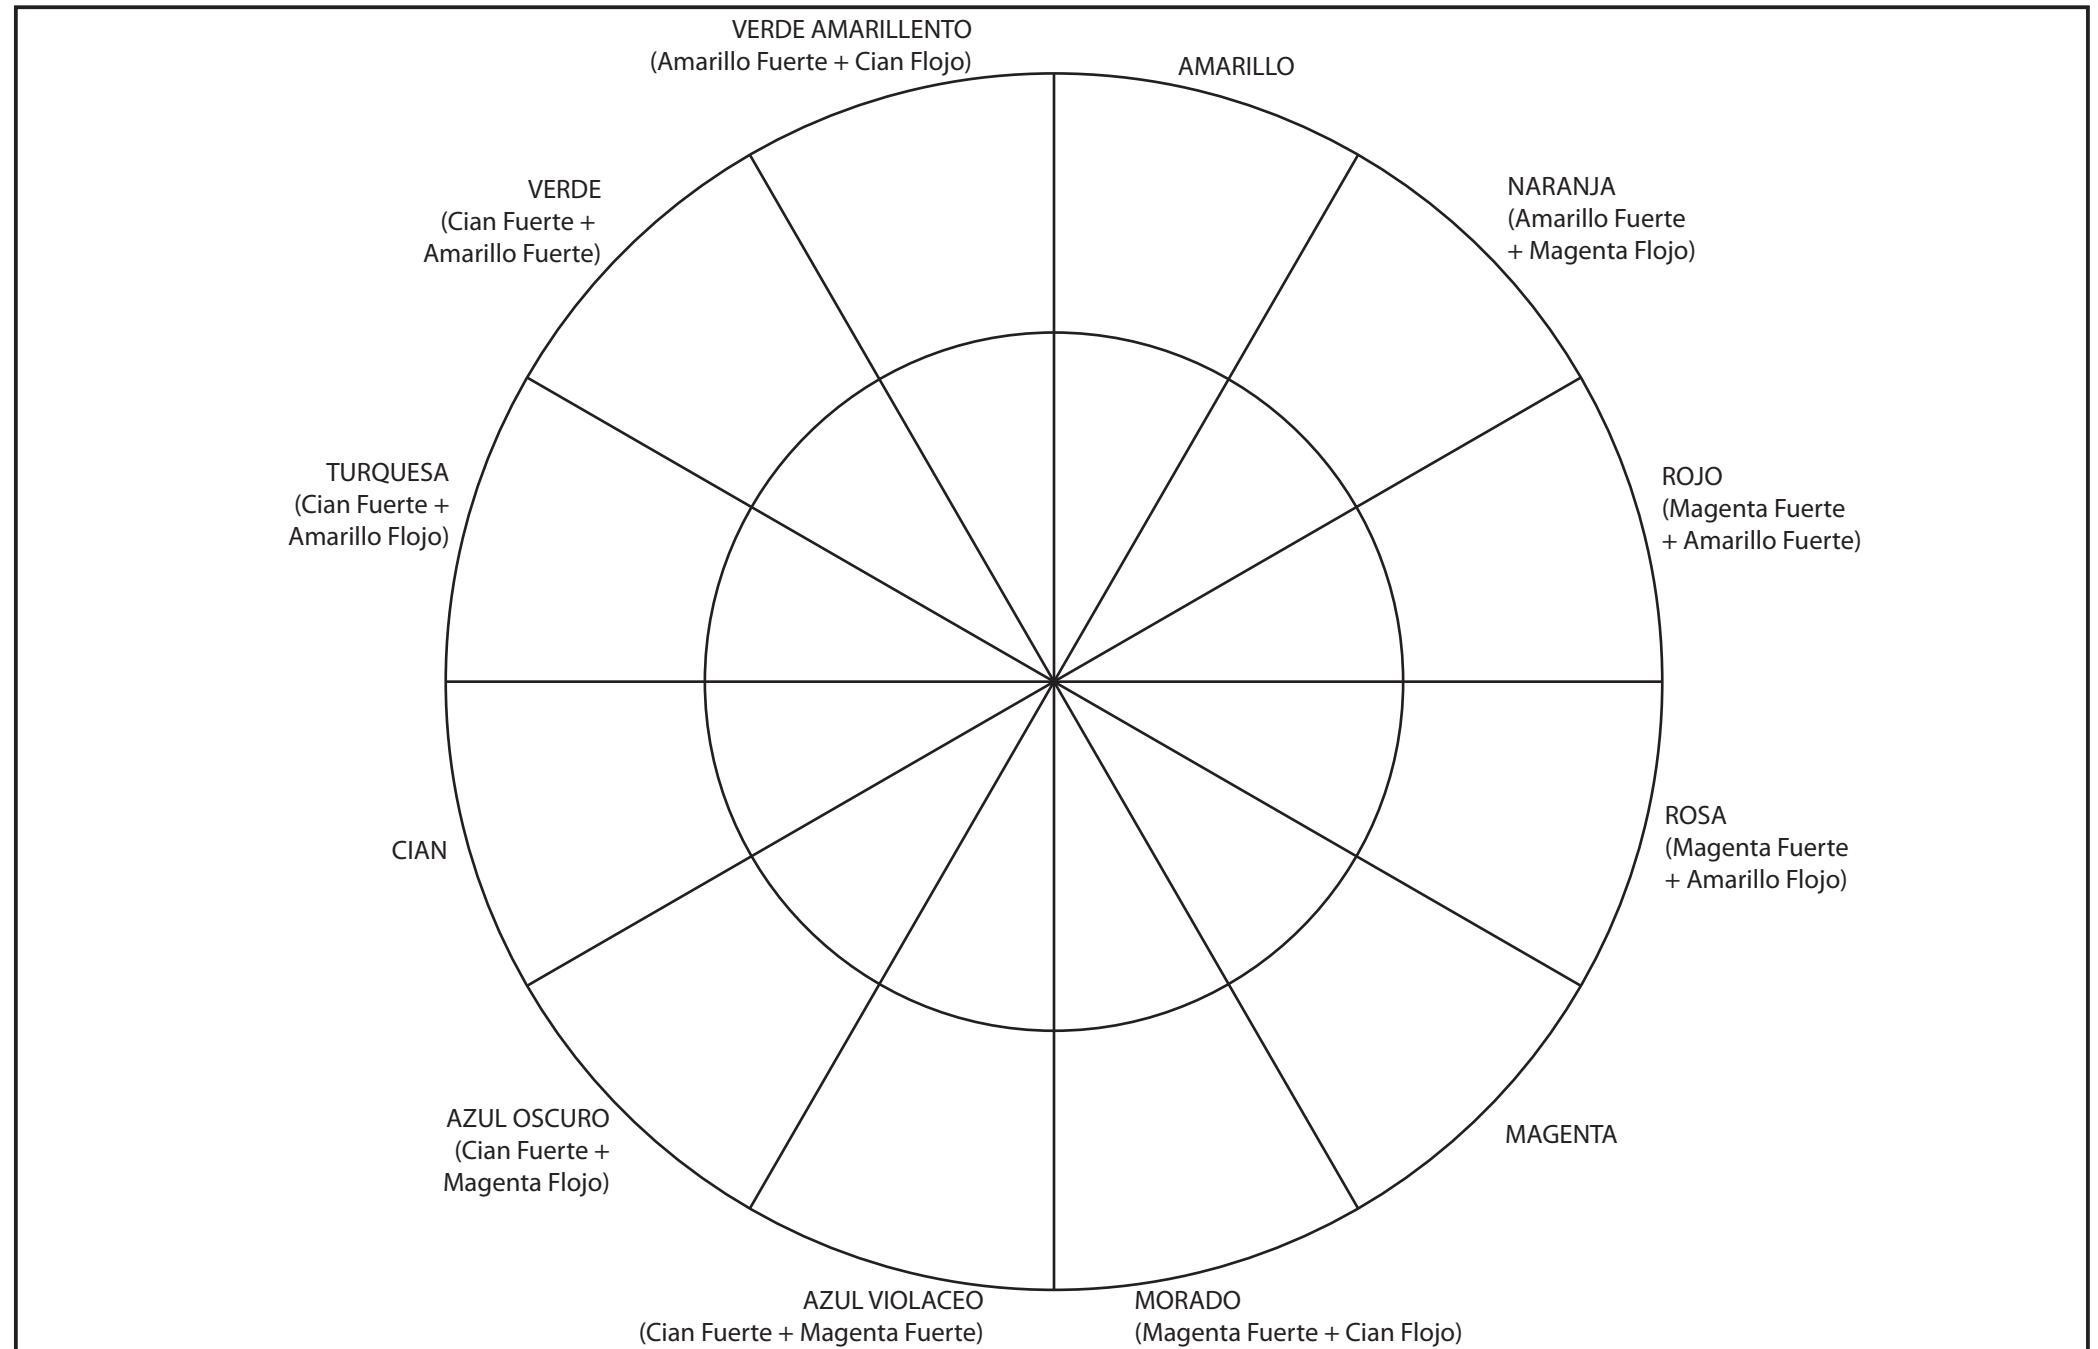 VERDE AMARILLENTO
(Amarillo Fuerte + Cian Flojo)
AMARILLO
NARANJA
(Amarillo Fuerte
+ Magenta Flojo)
VERDE
(Cian Fuerte +
Amarillo Fuerte)
ROJO
(Magenta Fuerte
+ Amarillo Fuerte)
TURQUESA
(Cian Fuerte +
Amarillo Flojo)
ROSA
(Magenta Fuerte
+ Amarillo Flojo)
CIAN
MAGENTA
AZUL OSCURO
(Cian Fuerte +
Magenta Flojo)
AZUL VIOLACEO
(Cian Fuerte + Magenta Fuerte)
MORADO
(Magenta Fuerte + Cian Flojo)